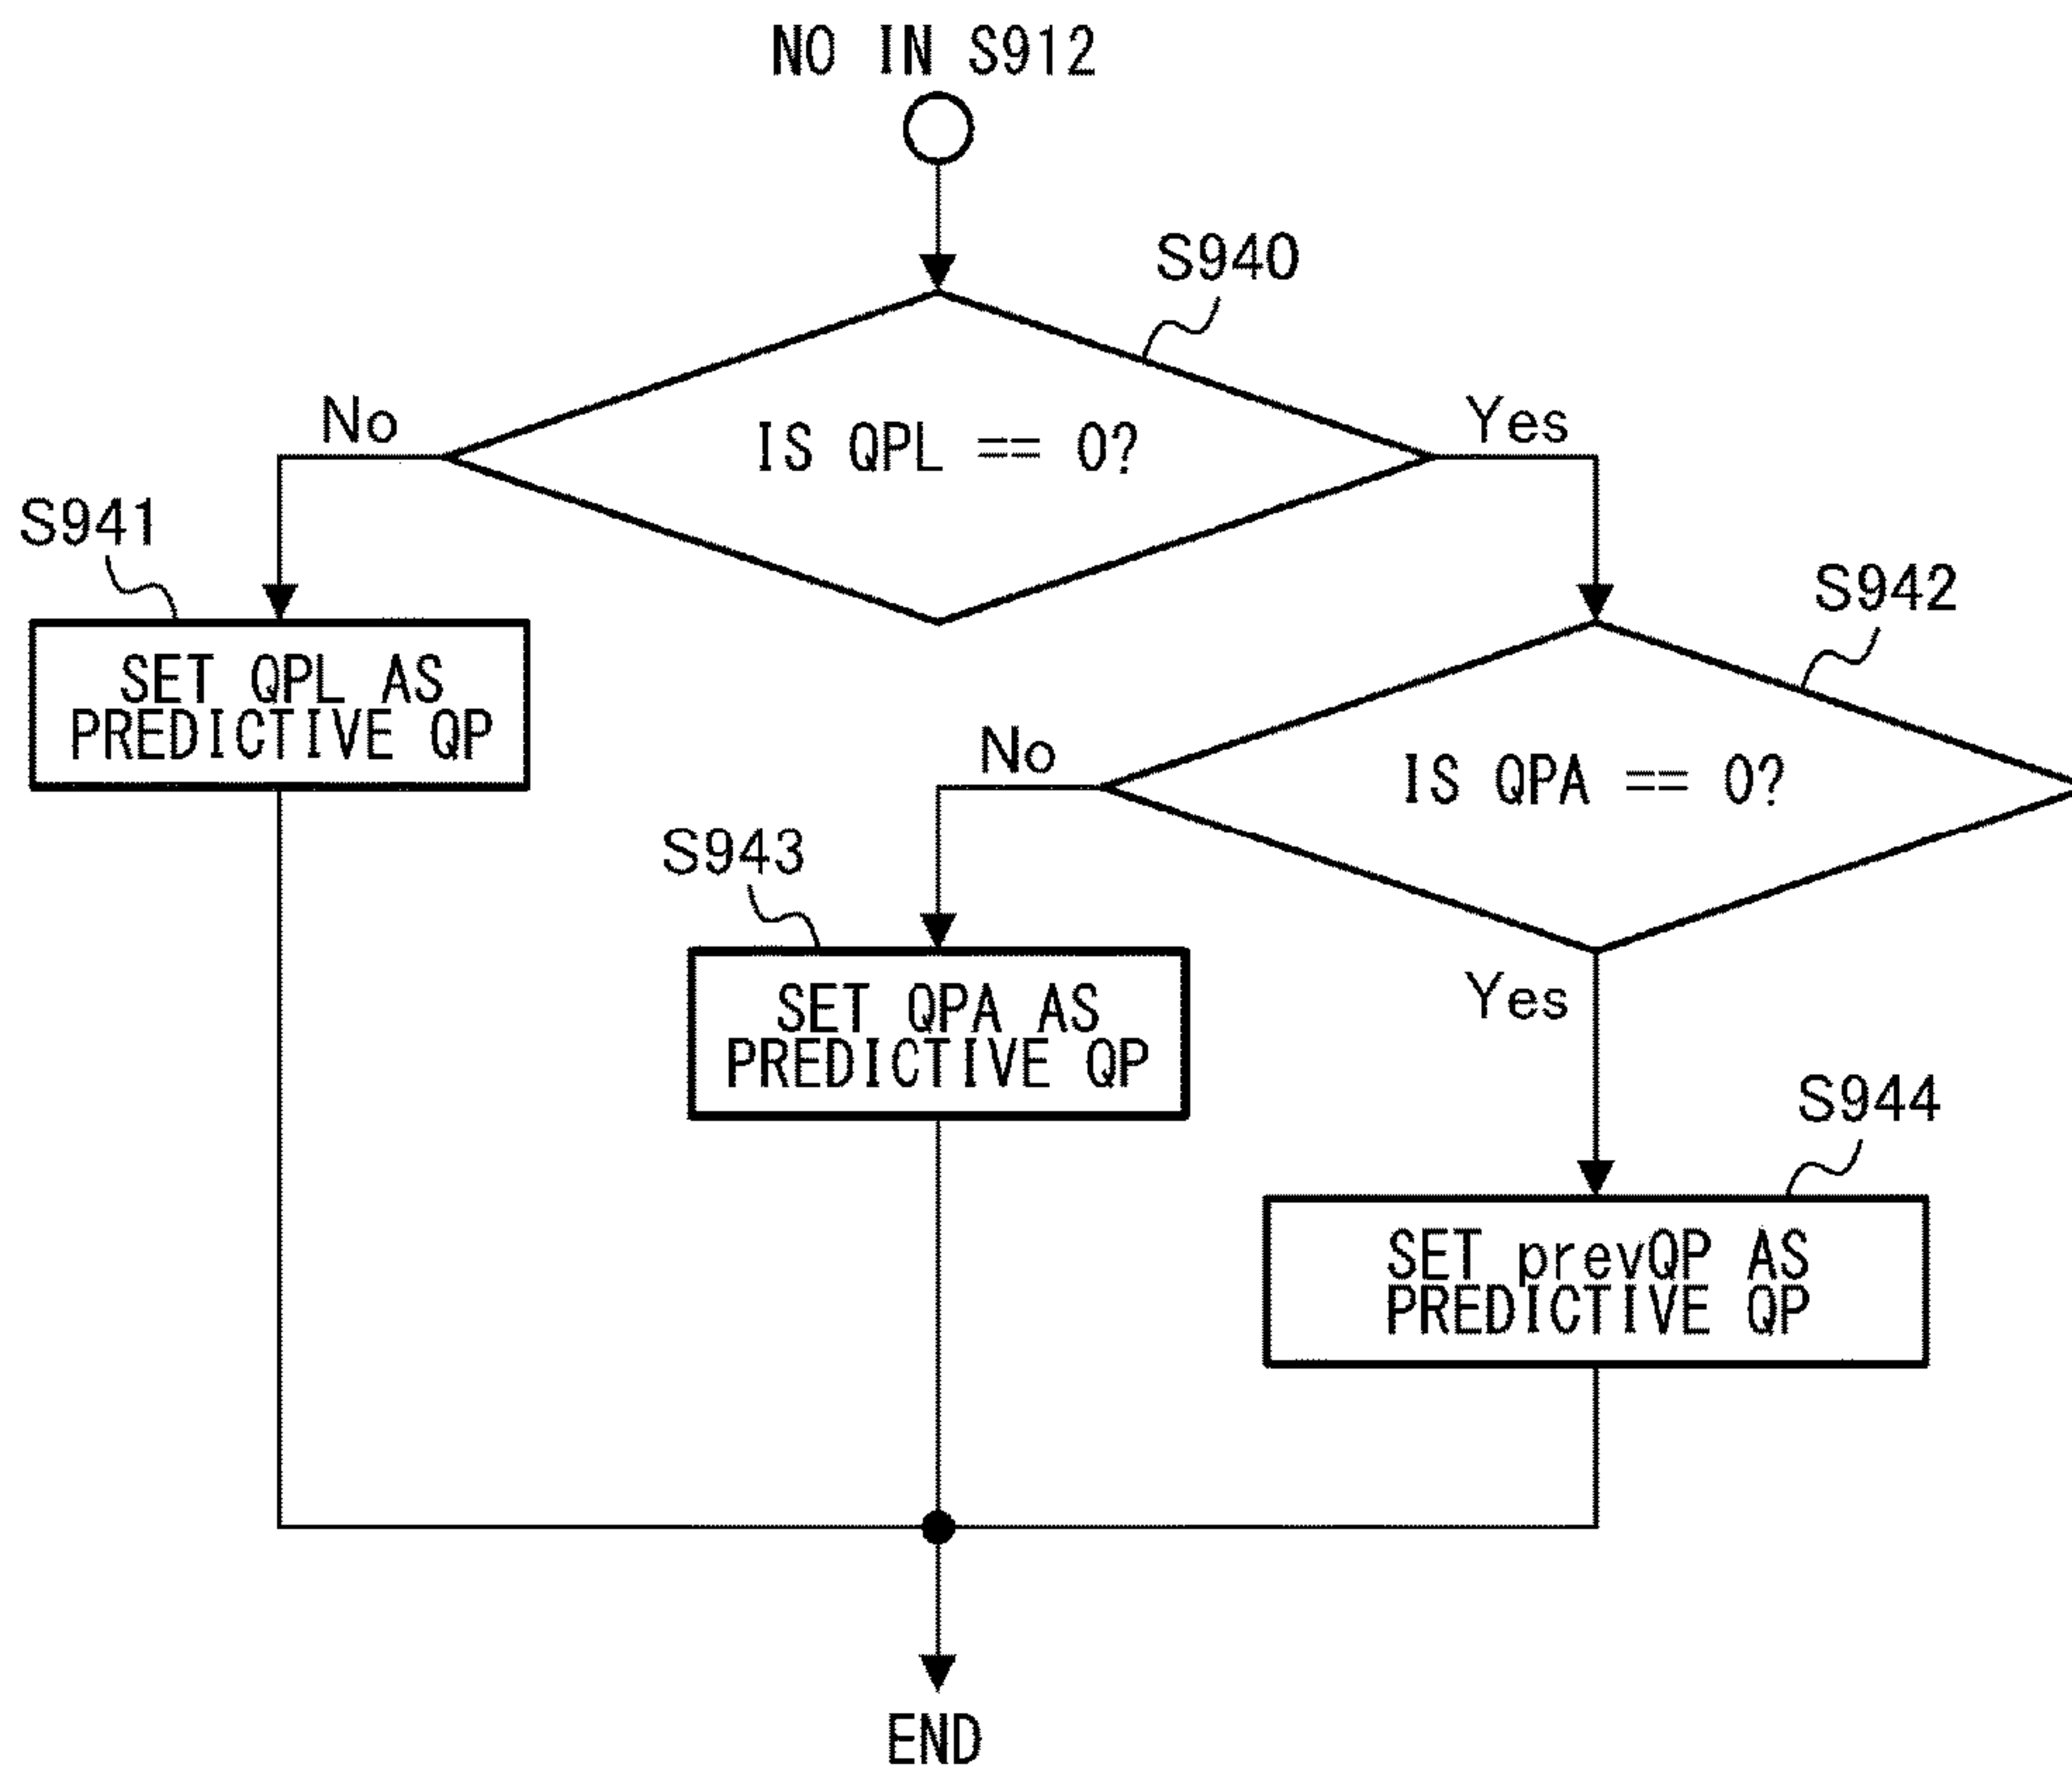 NO IN S912
S940
IS QPL == 0?
No
Yes
S941
SET QPL AS
PREDICTIVE QP
S942
IS QPA == 0?
No
Yes
S943
SET QPA AS
PREDICTIVE QP
S944
SET prevQP AS
PREDICTIVE QP
END